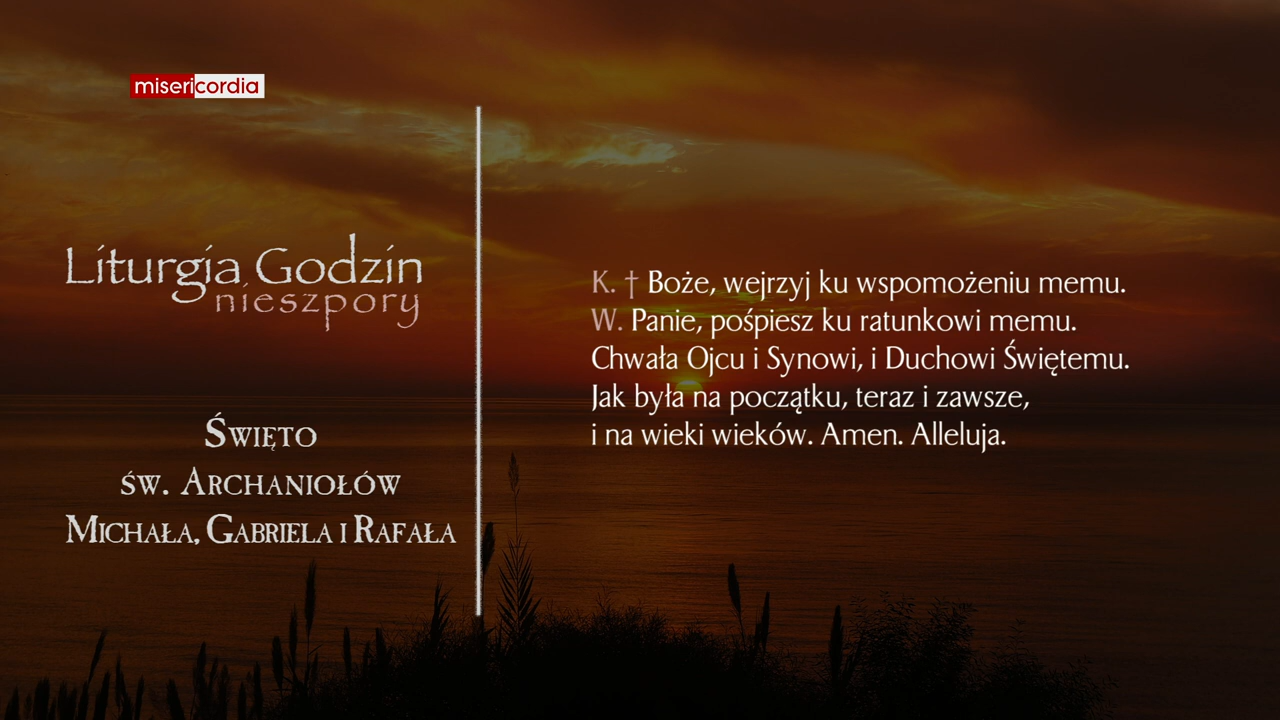 misericordia
Liturgia Godzin
nieszpory
Święto
św. Archaniołów
Michała, Gabriela i Rafała
K. † Boże, wejrzyj ku wspomożeniu memu.
W. Panie, pośpiesz ku ratunkowi memu.
Chwała Ojcu i Synowi, i Duchowi Świętemu.
Jak była na początku, teraz i zawsze,
i na wieki wieków. Amen. Alleluja.